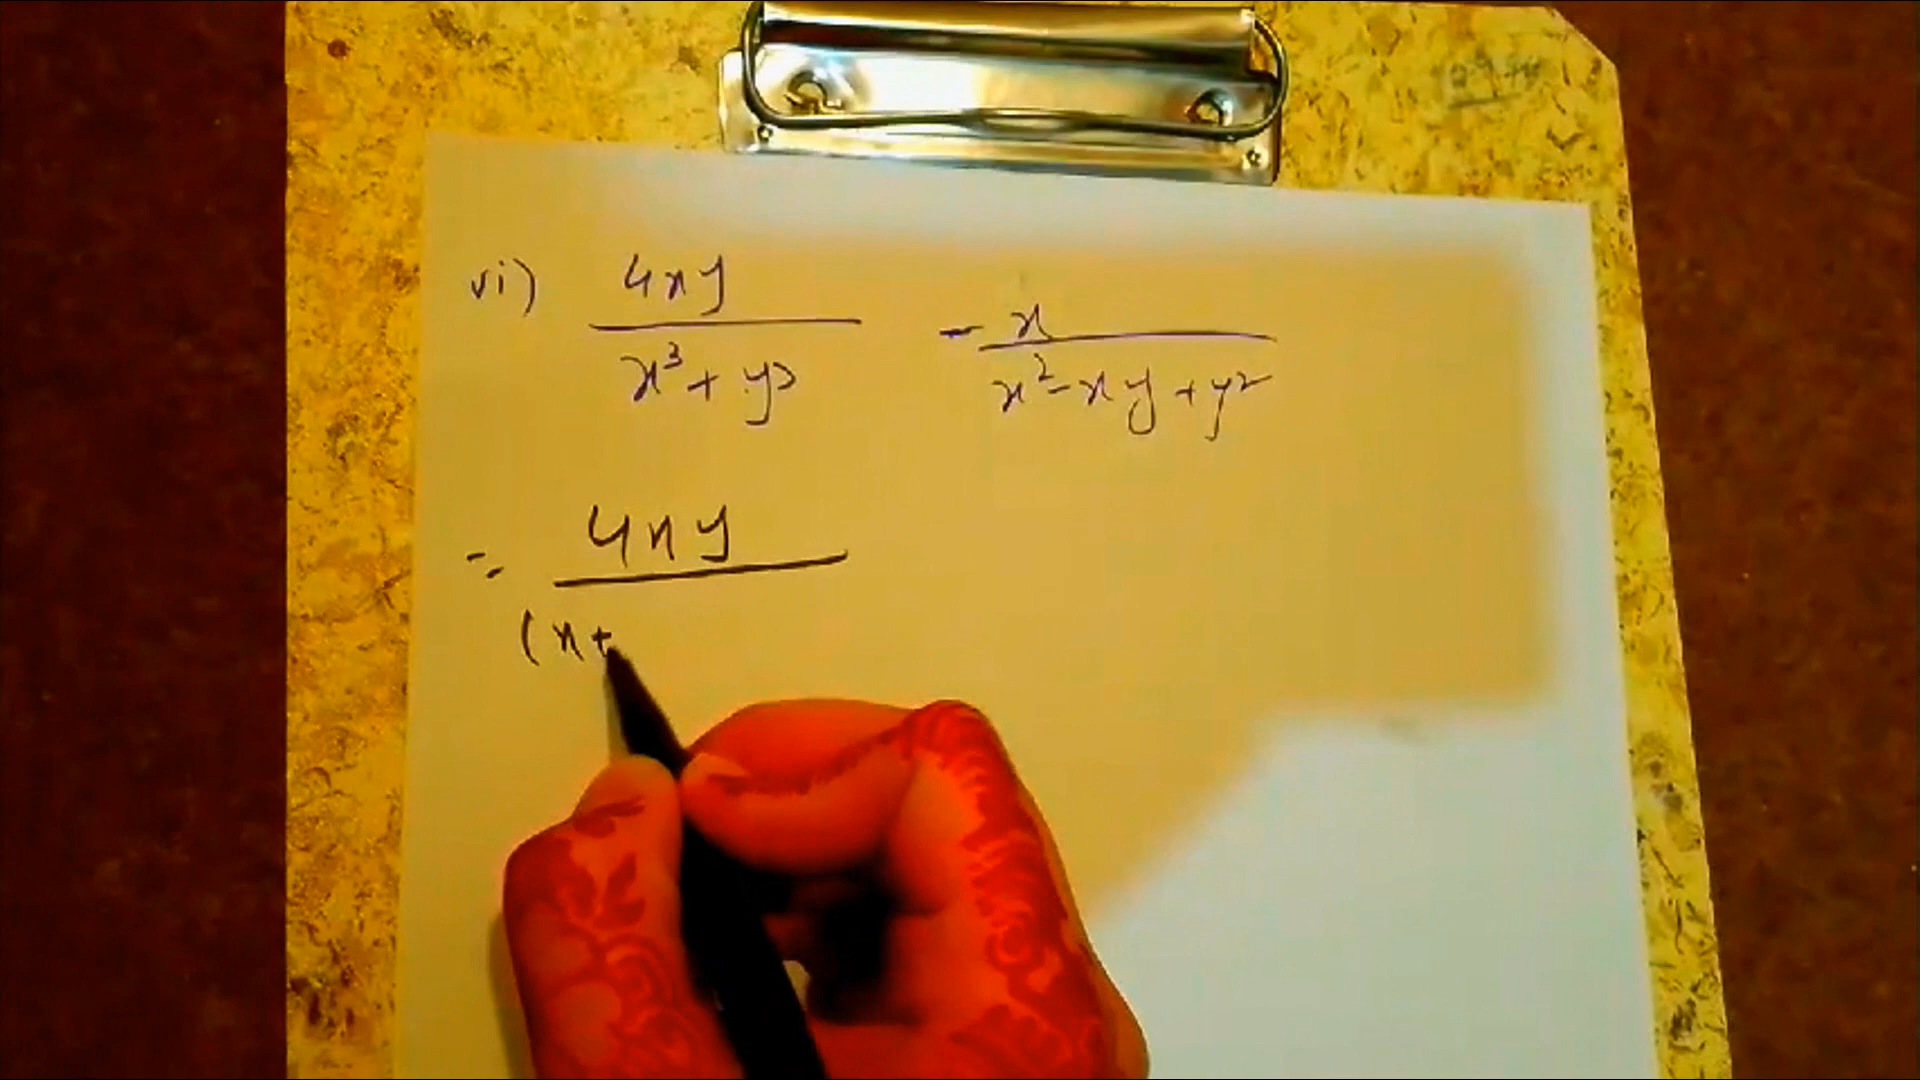 vi) 4xy / x³ + y³ - x / x² - xy + y²
= 4xy / (x+